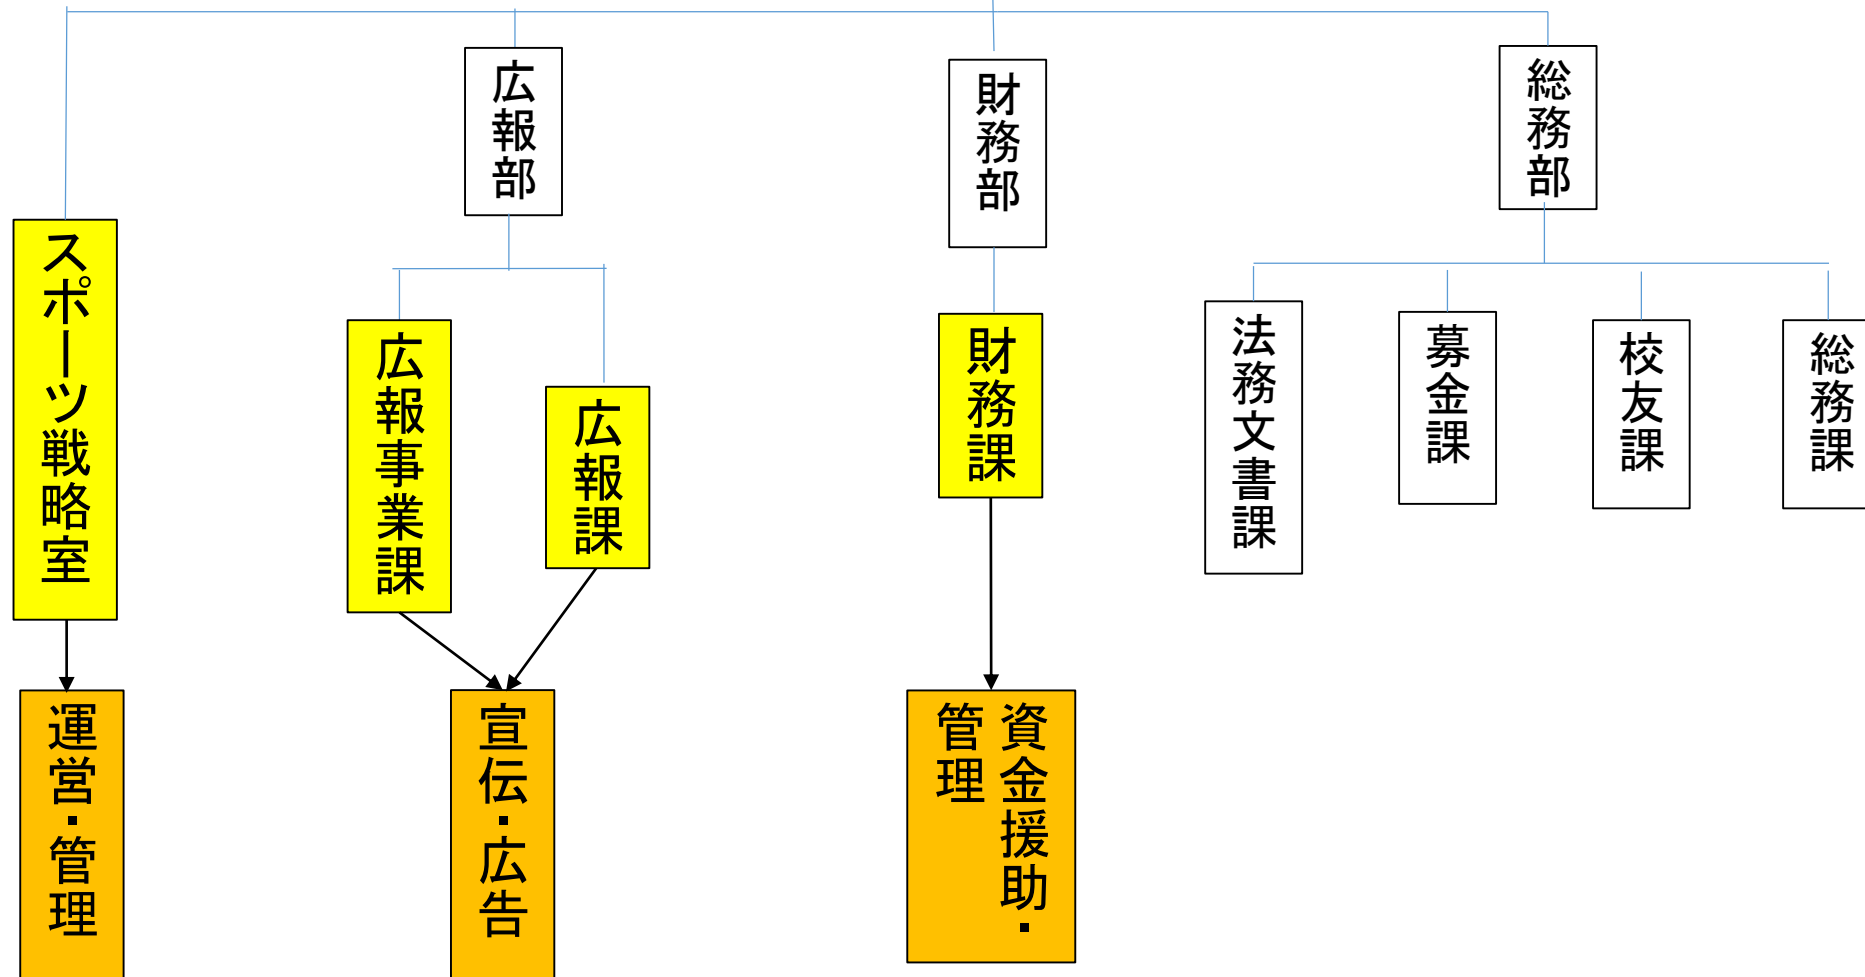 広報部
財務部
総務部
スポーツ戦略室
広報事業課
広報課
財務課
法務文書課
募金課
校友課
総務課
運営・管理
宣伝・広告
資金援助・
管理